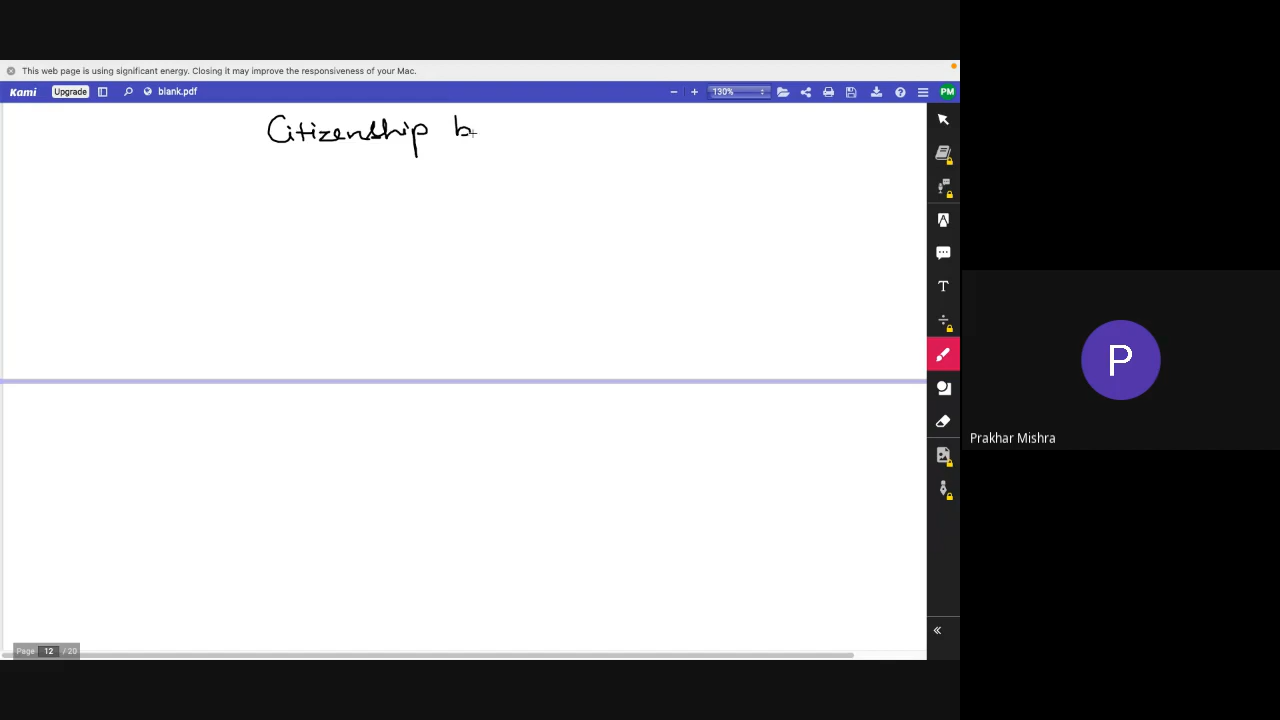 This web page is using significant energy. Closing it may improve the responsiveness of your Mac.
Kami Upgrade blank.pdf 130% PM
Citizenship b
T
P
Prakhar Mishra
Page 12 / 20